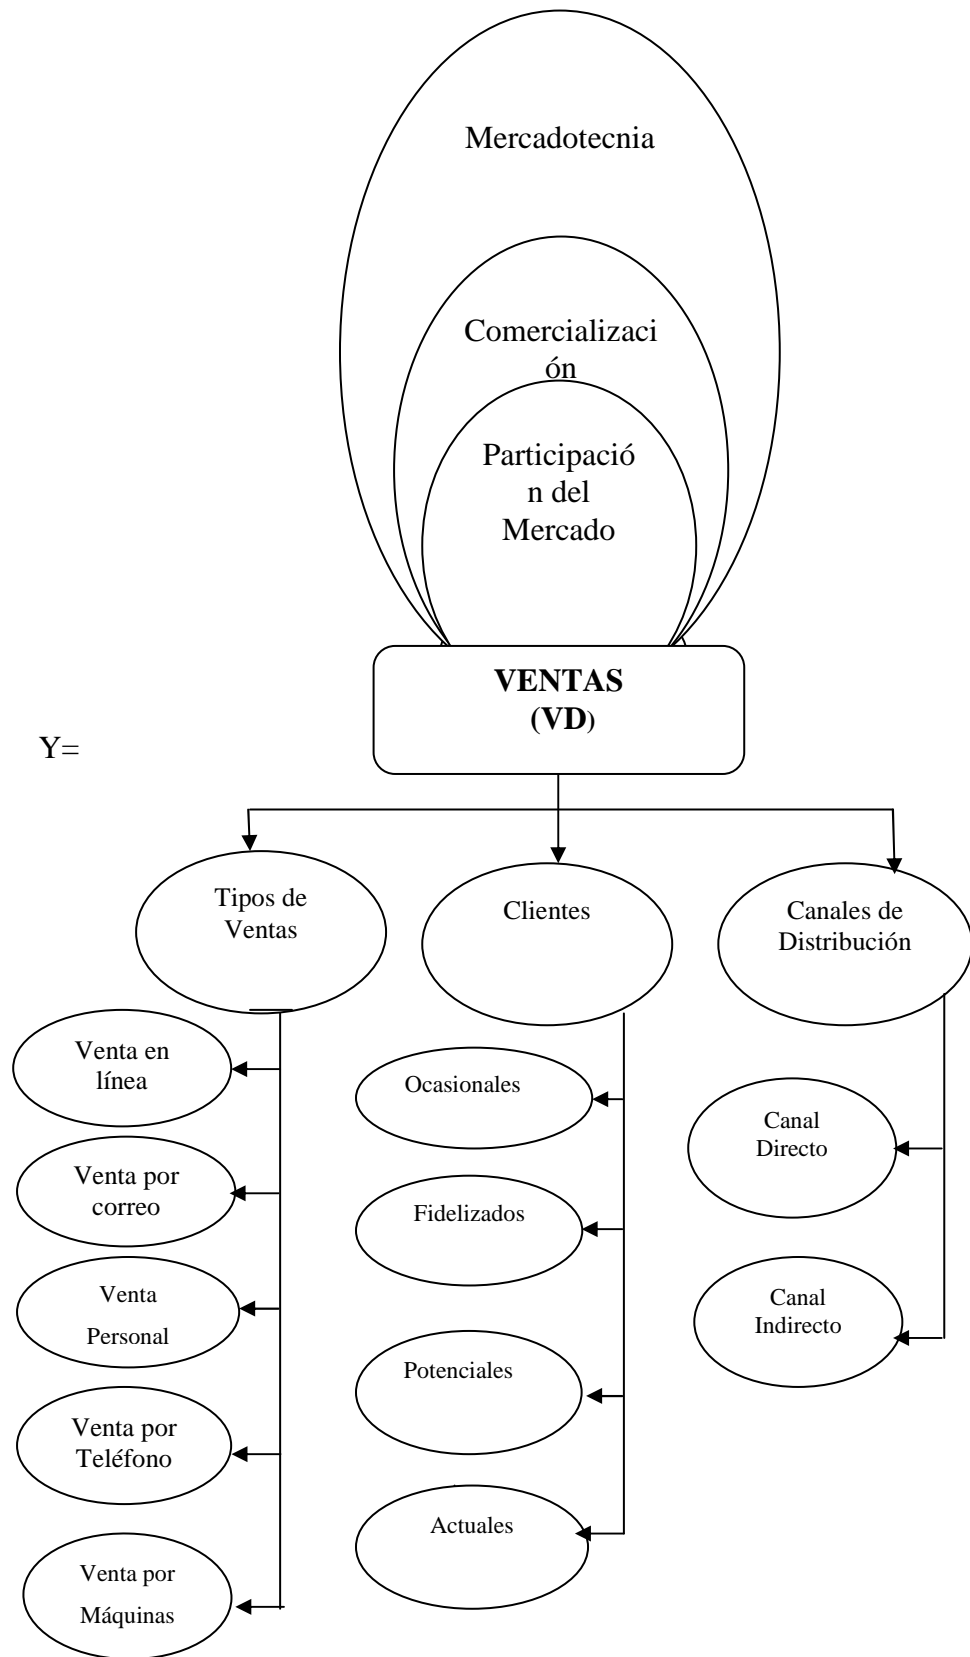 Mercadotecnia
Comercializaci
ón
Participació
n del
Mercado
VENTAS
(VD)
Y=
Tipos de
Ventas
Clientes
Canales de
Distribución
Venta en
línea
Venta por
correo
Venta
Personal
Venta por
Teléfono
Venta por
Máquinas
Ocasionales
Fidelizados
Potenciales
Actuales
Canal
Directo
Canal
Indirecto